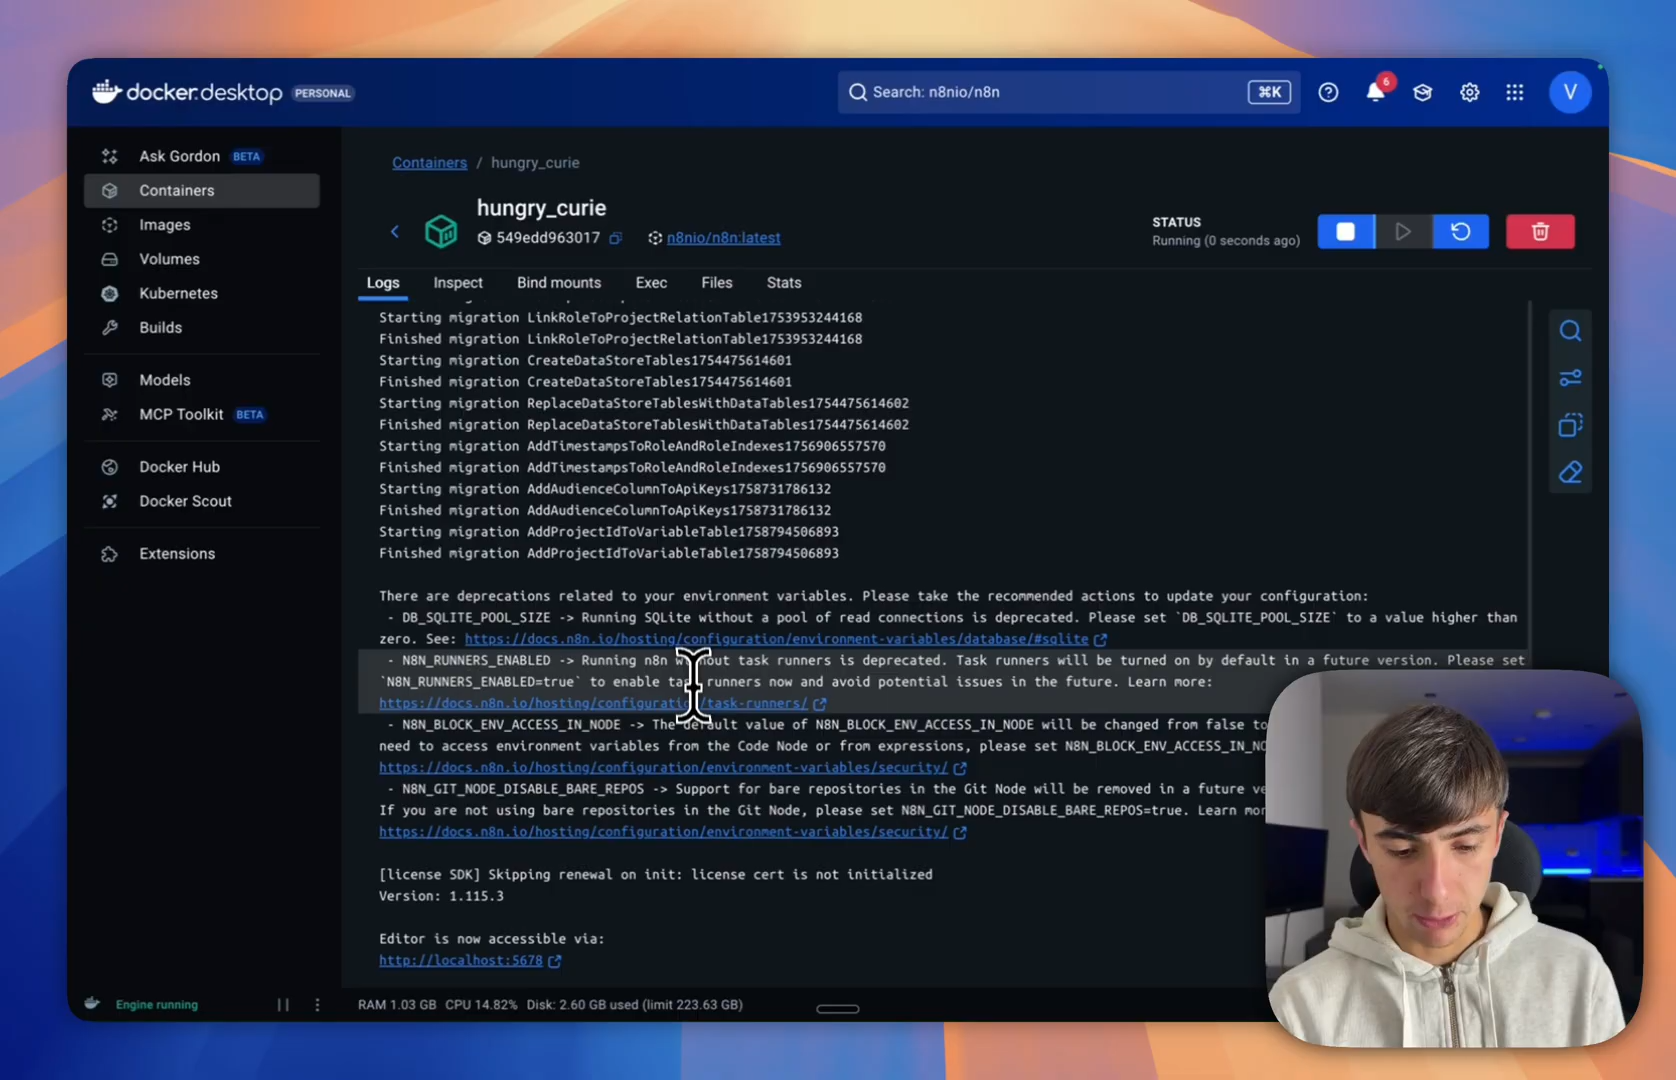 docker.desktop PERSONAL
Search: n8nio/n8n ⌘K
6
V
Ask Gordon BETA
Containers
Images
Volumes
Kubernetes
Builds
Models
MCP Toolkit BETA
Docker Hub
Docker Scout
Extensions
Containers / hungry_curie
hungry_curie
549edd963017 n8nio/n8n:latest
STATUS
Running (0 seconds ago)
Logs Inspect Bind mounts Exec Files Stats
Starting migration LinkRoleToProjectRelationTable1753953244168
Finished migration LinkRoleToProjectRelationTable1753953244168
Starting migration CreateDataStoreTables1754475614601
Finished migration CreateDataStoreTables1754475614601
Starting migration ReplaceDataStoreTablesWithDataTables1754475614602
Finished migration ReplaceDataStoreTablesWithDataTables1754475614602
Starting migration AddTimestampsToRoleAndRoleIndexes1756906557570
Finished migration AddTimestampsToRoleAndRoleIndexes1756906557570
Starting migration AddAudienceColumnToApiKeys1758731786132
Finished migration AddAudienceColumnToApiKeys1758731786132
Starting migration AddProjectIdToVariableTable1758794506893
Finished migration AddProjectIdToVariableTable1758794506893
There are deprecations related to your environment variables. Please take the recommended actions to update your configuration:
- DB_SQLITE_POOL_SIZE -> Running SQLite without a pool of read connections is deprecated. Please set `DB_SQLITE_POOL_SIZE` to a value higher than
zero. See: https://docs.n8n.io/hosting/configuration/environment-variables/database/#sqlite
- N8N_RUNNERS_ENABLED -> Running n8n without task runners is deprecated. Task runners will be turned on by default in a future version. Please set
`N8N_RUNNERS_ENABLED=true` to enable task runners now and avoid potential issues in the future. Learn more:
https://docs.n8n.io/hosting/configuration/task-runners/
- N8N_BLOCK_ENV_ACCESS_IN_NODE -> The default value of N8N_BLOCK_ENV_ACCESS_IN_NODE will be changed from false to
need to access environment variables from the Code Node or from expressions, please set N8N_BLOCK_ENV_ACCESS_IN_NO
https://docs.n8n.io/hosting/configuration/environment-variables/security/
- N8N_GIT_NODE_DISABLE_BARE_REPOS -> Support for bare repositories in the Git Node will be removed in a future ve
If you are not using bare repositories in the Git Node, please set N8N_GIT_NODE_DISABLE_BARE_REPOS=true. Learn mor
https://docs.n8n.io/hosting/configuration/environment-variables/security/
[license SDK] Skipping renewal on init: license cert is not initialized
Version: 1.115.3
Editor is now accessible via:
http://localhost:5678
Engine running
RAM 1.03 GB CPU 14.82% Disk: 2.60 GB used (limit 223.63 GB)